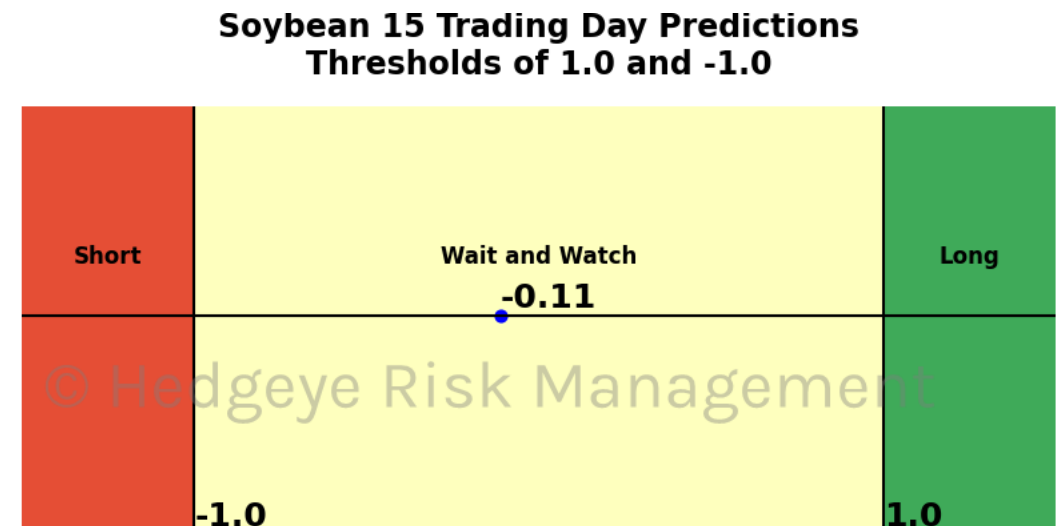 Soybean 15 Trading Day Predictions
Thresholds of 1.0 and -1.0
Short
Wait and Watch
Long
-0.11
© Hedgeye Risk Management
-1.0
1.0